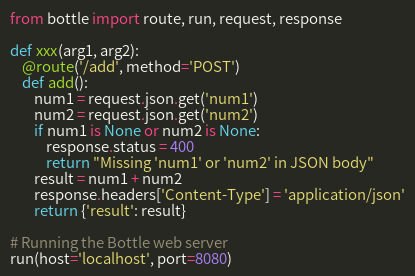 from bottle import route, run, request, response

def xxx(arg1, arg2):
    @route('/add', method='POST')
    def add():
        num1 = request.json.get('num1')
        num2 = request.json.get('num2')
        if num1 is None or num2 is None:
            response.status = 400
            return "Missing 'num1' or 'num2' in JSON body"
        result = num1 + num2
        response.headers['Content-Type'] = 'application/json'
        return {'result': result}

# Running the Bottle web server
run(host='localhost', port=8080)